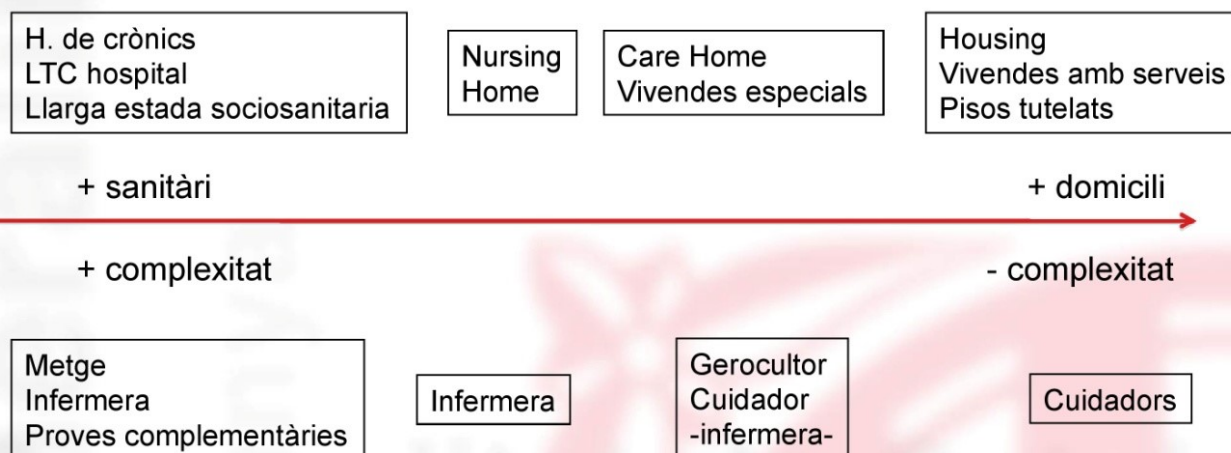 H. de crònics
LTC hospital
Llarga estada sociosanitaria
Nursing
Home
Care Home
Vivendes especials
Housing
Vivendes amb serveis
Pisos tutelats
+ sanitàri
+ domicili
+ complexitat
- complexitat
Metge
Infermera
Proves complementàries
Infermera
Gerocultor
Cuidador
-infermera-
Cuidadors